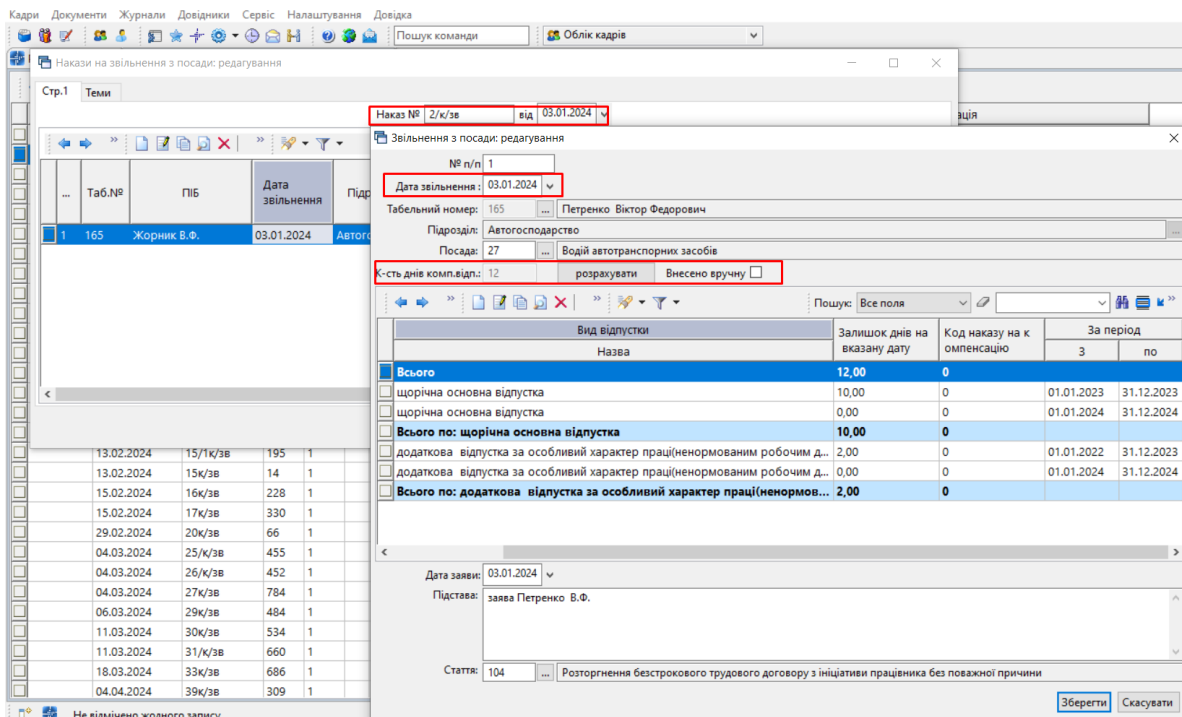 Кадри Документи Журнали Довідники Сервіс Налаштування Довідка
Пошук команди Облік кадрів
Накази на звільнення з посади: редагування
Стр.1 Теми
Наказ № 2/к/зв від 03.01.2024
ація
... Таб.№ ПІБ Дата звільнення Підр
1 165 Жорник В.Ф. 03.01.2024 Автого
Звільнення з посади: редагування
№ п/п 1
Дата звільнення : 03.01.2024
Табельний номер: 165 ... Петренко Віктор Федорович
Підрозділ: Автогосподарство ...
Посада: 27 ... Водій автотранспорних засобів
К-сть днів комп.відп.: 12 розрахувати Внесено вручну
Пошук: Все поля
Вид відпустки Залишок днів на вказану дату Код наказу на к омпенсацію За період
Назва З по
Всього 12,00 0
щорічна основна відпустка 10,00 0 01.01.2023 31.12.2023
щорічна основна відпустка 0,00 0 01.01.2024 31.12.2024
Всього по: щорічна основна відпустка 10,00 0
додаткова відпустка за особливий характер праці(ненормованим робочим д... 2,00 0 01.01.2022 31.12.2023
додаткова відпустка за особливий характер праці(ненормованим робочим д... 0,00 0 01.01.2024 31.12.2024
Всього по: додаткова відпустка за особливий характер праці(ненормов... 2,00 0
Дата заяви: 03.01.2024
Підстава: заява Петренко В.Ф.
Стаття: 104 ... Розторгнення безстрокового трудового договору з ініціативи працівника без поважної причини
Зберегти Скасувати
13.02.2024 15/1к/зв 195 1
13.02.2024 15к/зв 14 1
15.02.2024 16к/зв 228 1
15.02.2024 17к/зв 330 1
29.02.2024 20к/зв 66 1
04.03.2024 25/к/зв 455 1
04.03.2024 26/к/зв 452 1
04.03.2024 27к/зв 784 1
06.03.2024 29к/зв 484 1
11.03.2024 30к/зв 534 1
11.03.2024 31/к/зв 660 1
18.03.2024 33к/зв 686 1
04.04.2024 39к/зв 309 1
Не відмічено жодного запису